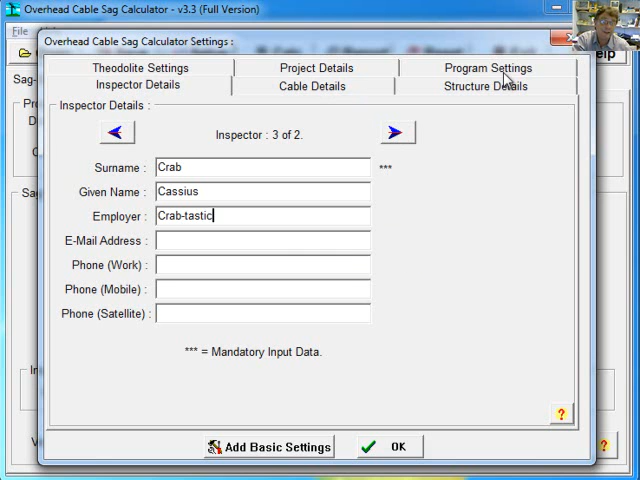 Overhead Cable Sag Calculator - v3.3 (Full Version)
File
Overhead Cable Sag Calculator Settings :
Theodolite Settings Project Details Program Settings
Inspector Details Cable Details Structure Details
Inspector Details :
Inspector : 3 of 2.
Surname : Crab ***
Given Name : Cassius
Employer : Crab-tastic
E-Mail Address :
Phone (Work) :
Phone (Mobile) :
Phone (Satellite) :
*** = Mandatory Input Data.
?
Add Basic Settings OK
?